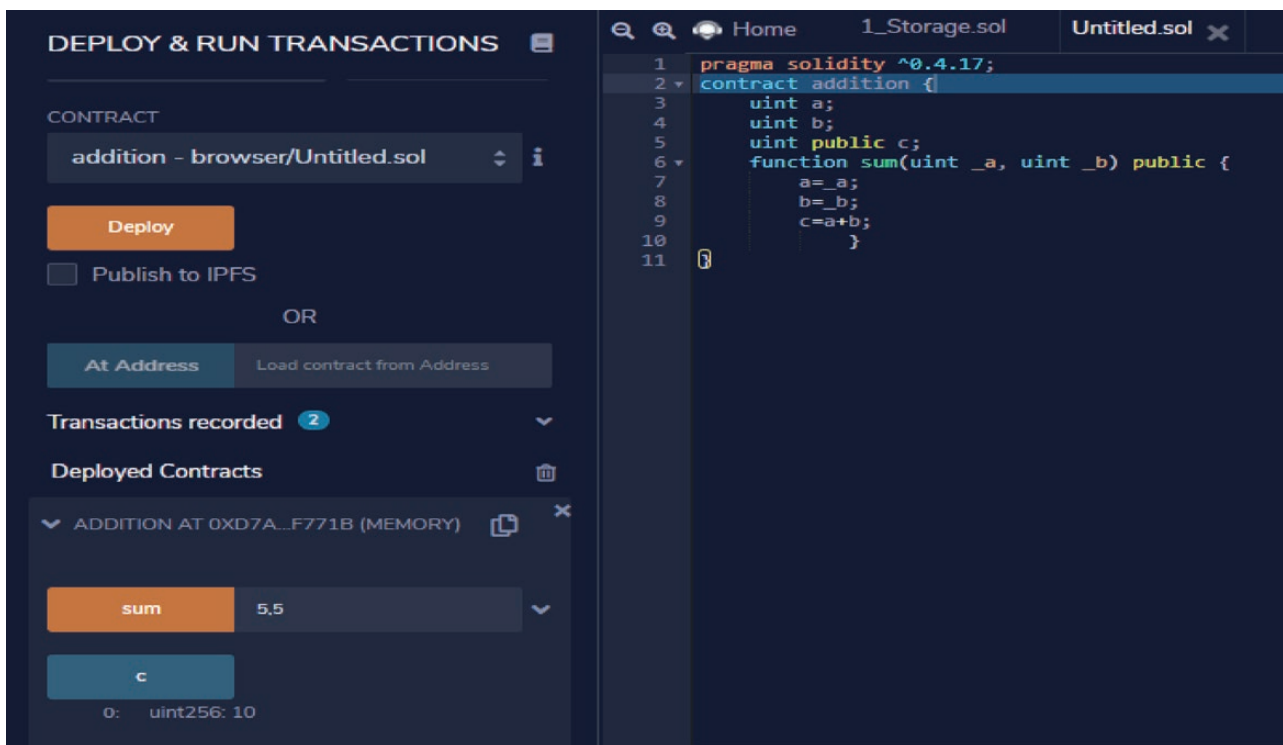 DEPLOY & RUN TRANSACTIONS
CONTRACT
addition - browser/Untitled.sol
i
Deploy
Publish to IPFS
OR
At Address Load contract from Address
Transactions recorded 2
Deployed Contracts
ADDITION AT 0XD7A...F771B (MEMORY)
sum 5,5
c
0: uint256: 10
Home 1_Storage.sol Untitled.sol
1 pragma solidity ^0.4.17;
2 contract addition {
3 uint a;
4 uint b;
5 uint public c;
6 function sum(uint _a, uint _b) public {
7 a=_a;
8 b=_b;
9 c=a+b;
10 }
11 }